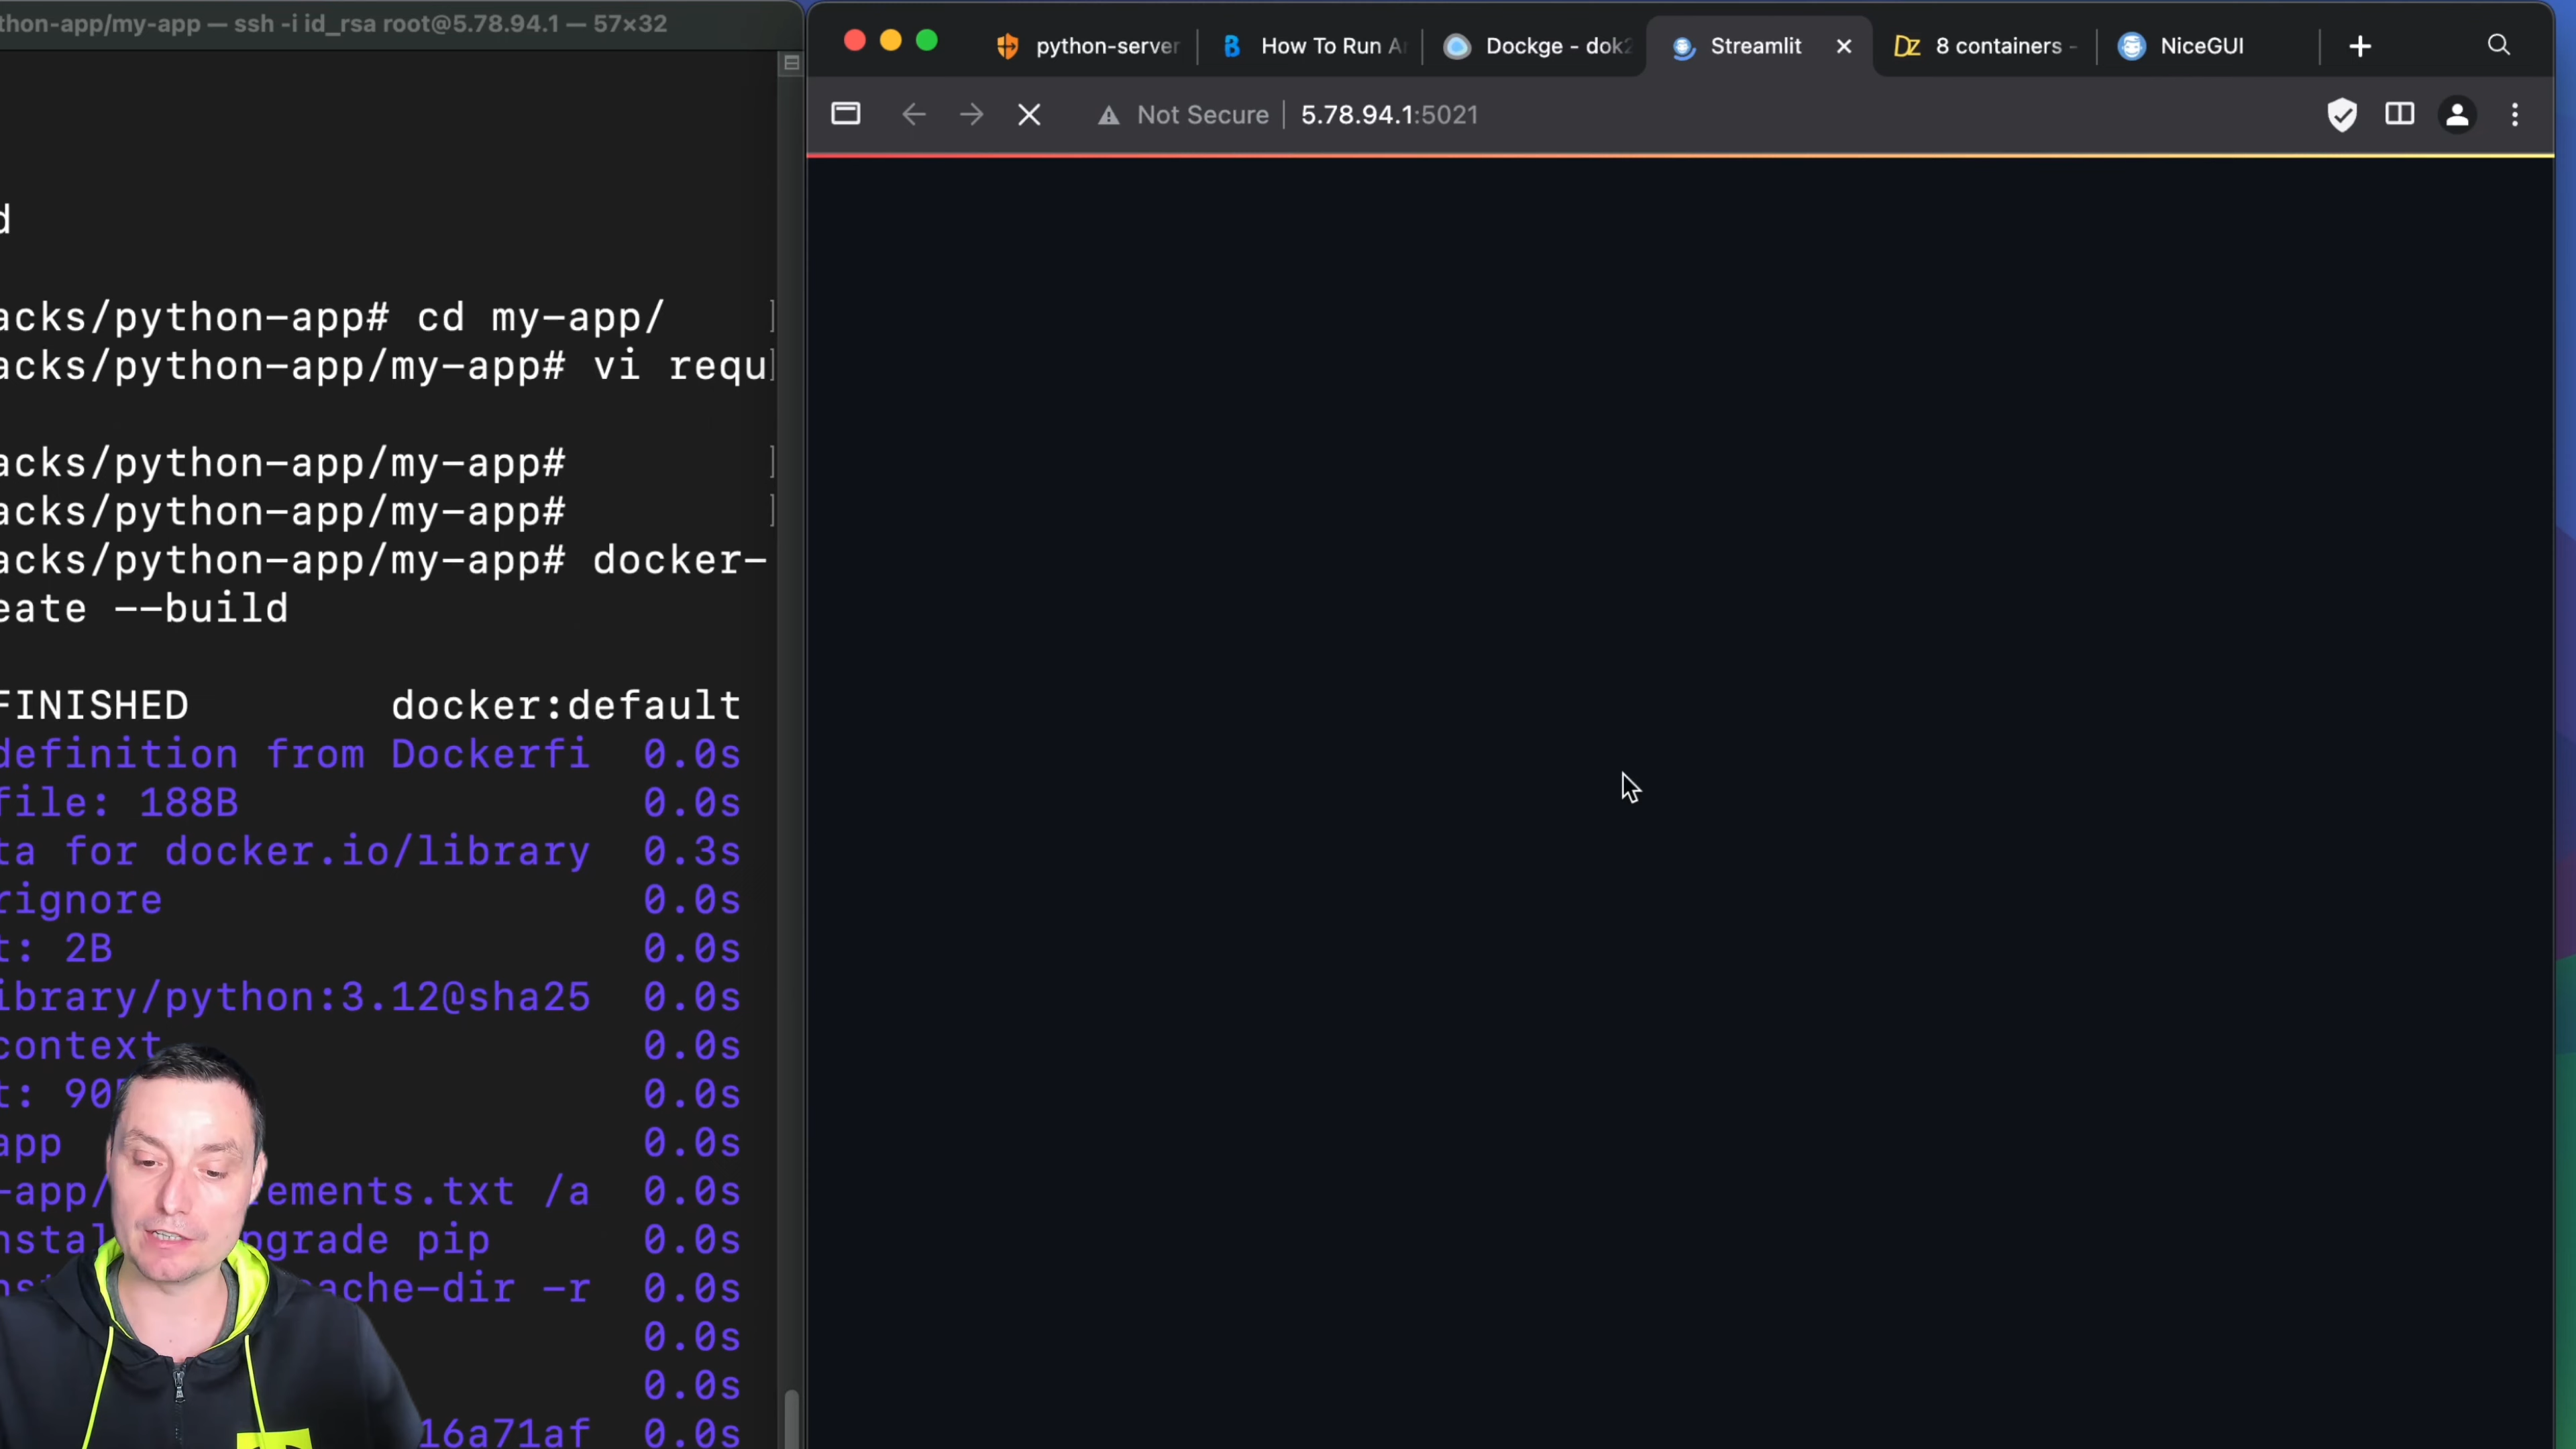 thon-app/my-app — ssh -i id_rsa root@5.78.94.1 — 57×32
d
acks/python-app# cd my-app/ ]
acks/python-app/my-app# vi requ]
acks/python-app/my-app# ]
acks/python-app/my-app# ]
acks/python-app/my-app# docker-
eate --build
FINISHED docker:default
definition from Dockerfi 0.0s
file: 188B 0.0s
ta for docker.io/library 0.3s
rignore 0.0s
t: 2B 0.0s
ibrary/python:3.12@sha25 0.0s
context 0.0s
t: 90 0.0s
app 0.0s
-app/ ements.txt /a 0.0s
nstal pgrade pip 0.0s
ns ache-dir -r 0.0s
0.0s
0.0s
16a71af 0.0s
python-server
How To Run A
Dockge - dok2
Streamlit
DZ 8 containers -
NiceGUI
Not Secure 5.78.94.1:5021